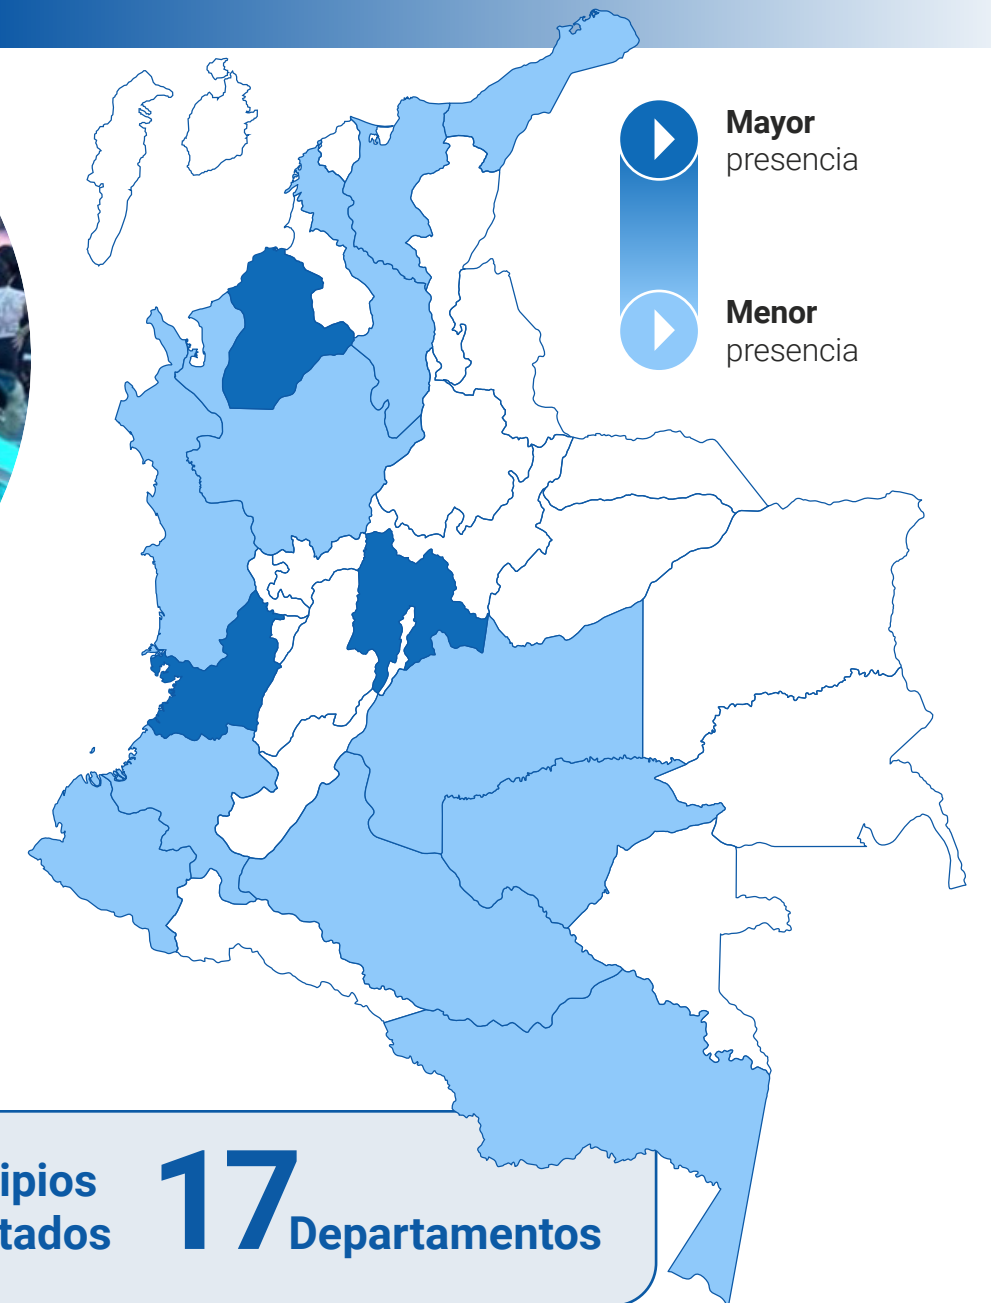 Mayor
presencia
Menor
presencia
ipios
tados
17 Departamentos